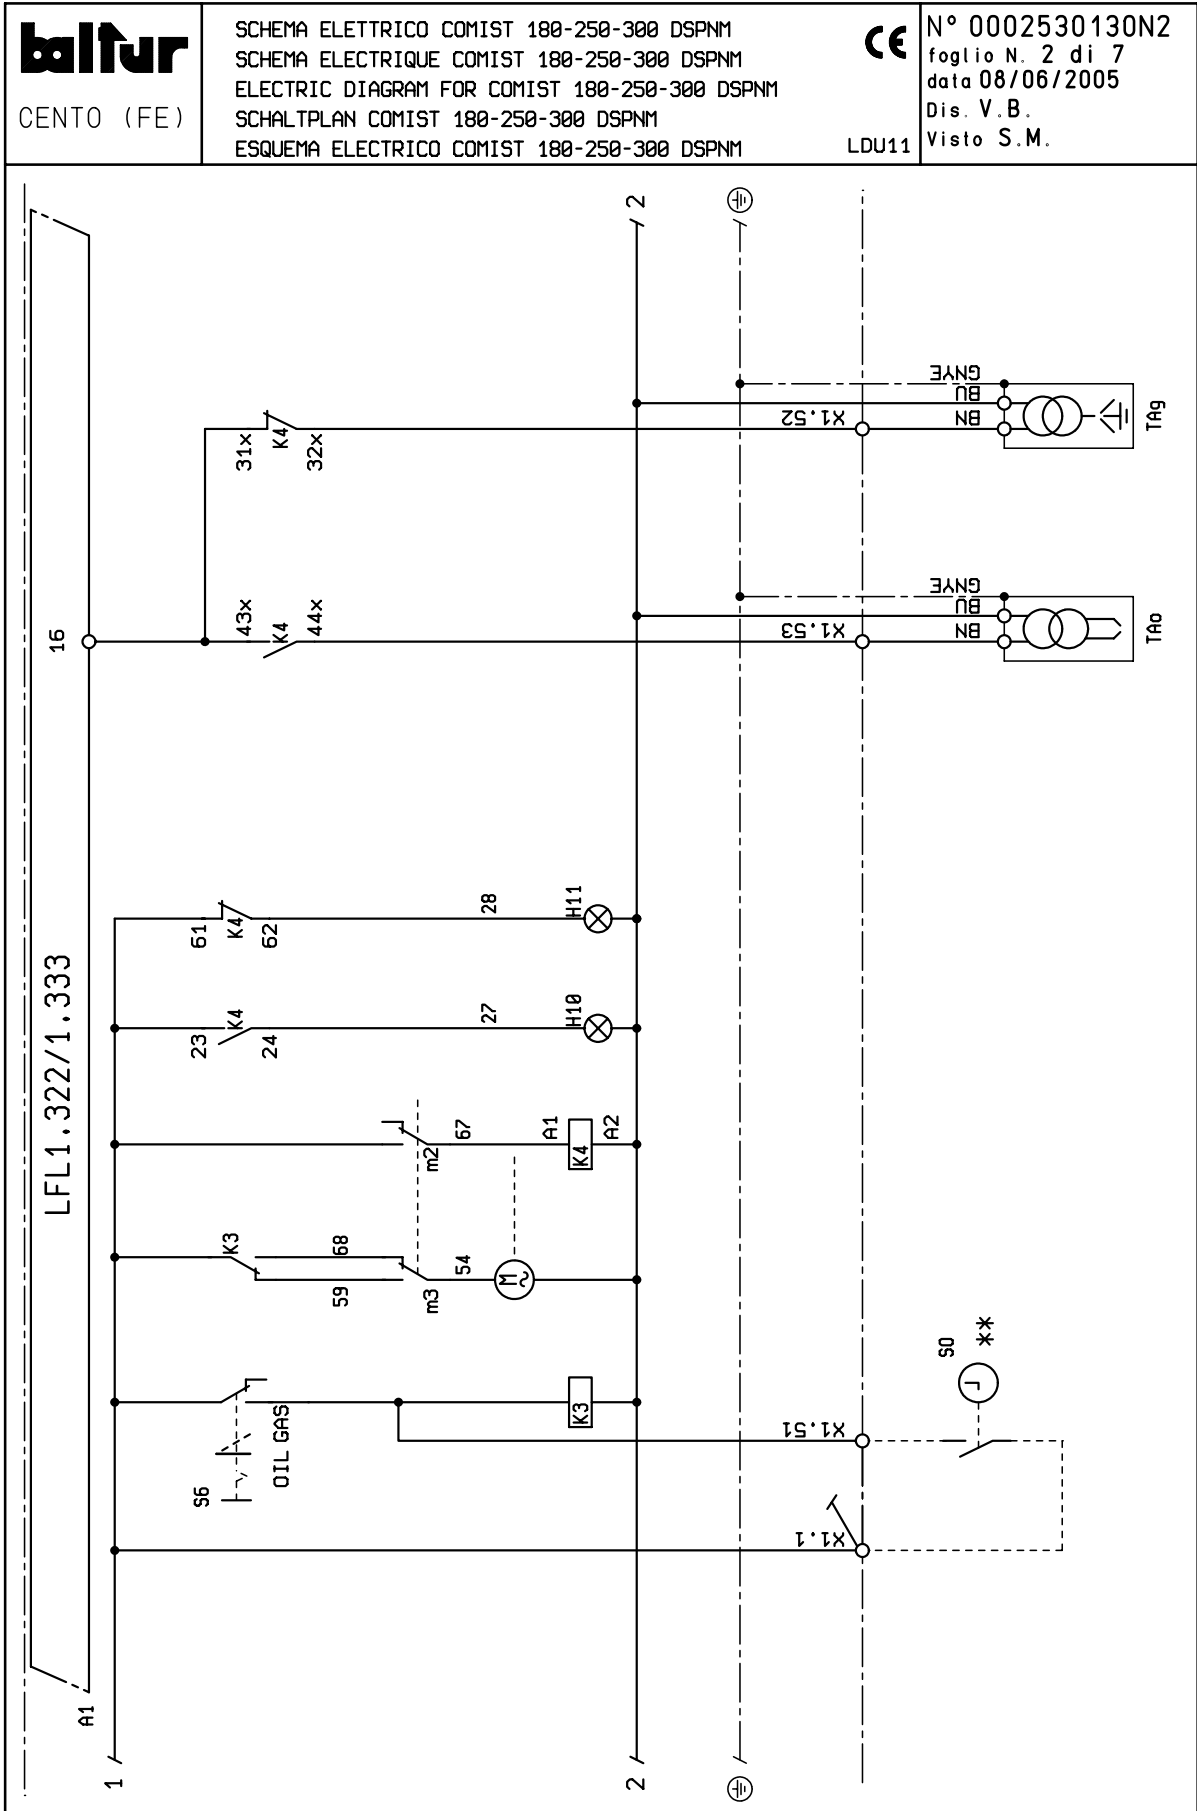 baltur
CENTO (FE)
SCHEMA ELETTRICO COMIST 180-250-300 DSPNM
SCHEMA ELECTRIQUE COMIST 180-250-300 DSPNM
ELECTRIC DIAGRAM FOR COMIST 180-250-300 DSPNM
SCHALTPLAN COMIST 180-250-300 DSPNM
ESQUEMA ELECTRICO COMIST 180-250-300 DSPNM
CE
LDU11
N° 0002530130N2
foglio N. 2 di 7
data 08/06/2005
Dis. V.B.
Visto S.M.
2
GNYE
BU
BN
X1.52
TAg
31x
K4
32x
GNYE
BU
BN
X1.53
TAo
16
43x
K4
44x
LFL1.322/1.333
61
K4
62
28
H11
23
K4
24
27
H10
m2
67
A1
K4
A2
K3
68
59
m3
54
M
S6
OIL GAS
K3
X1.51
S0
**
X1.1
A1
1
2